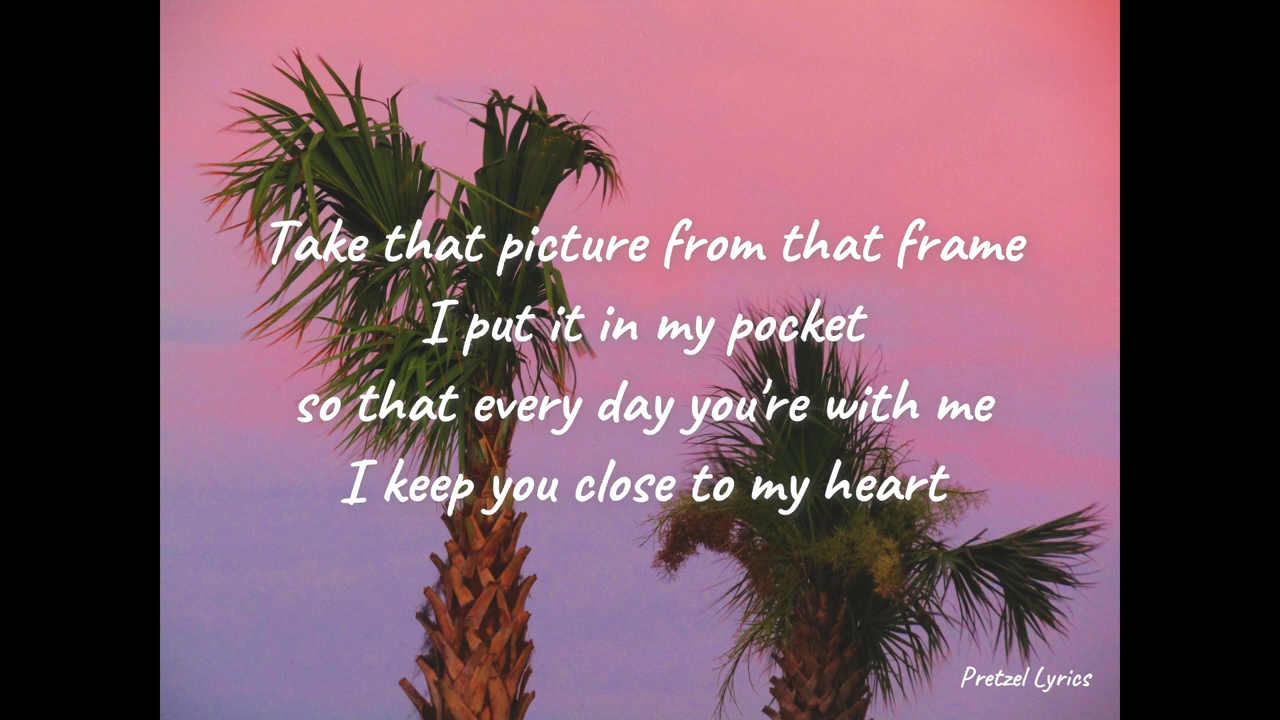 Take that picture from that frame
I put it in my pocket
so that every day you're with me
I keep you close to my heart
Pretzel Lyrics